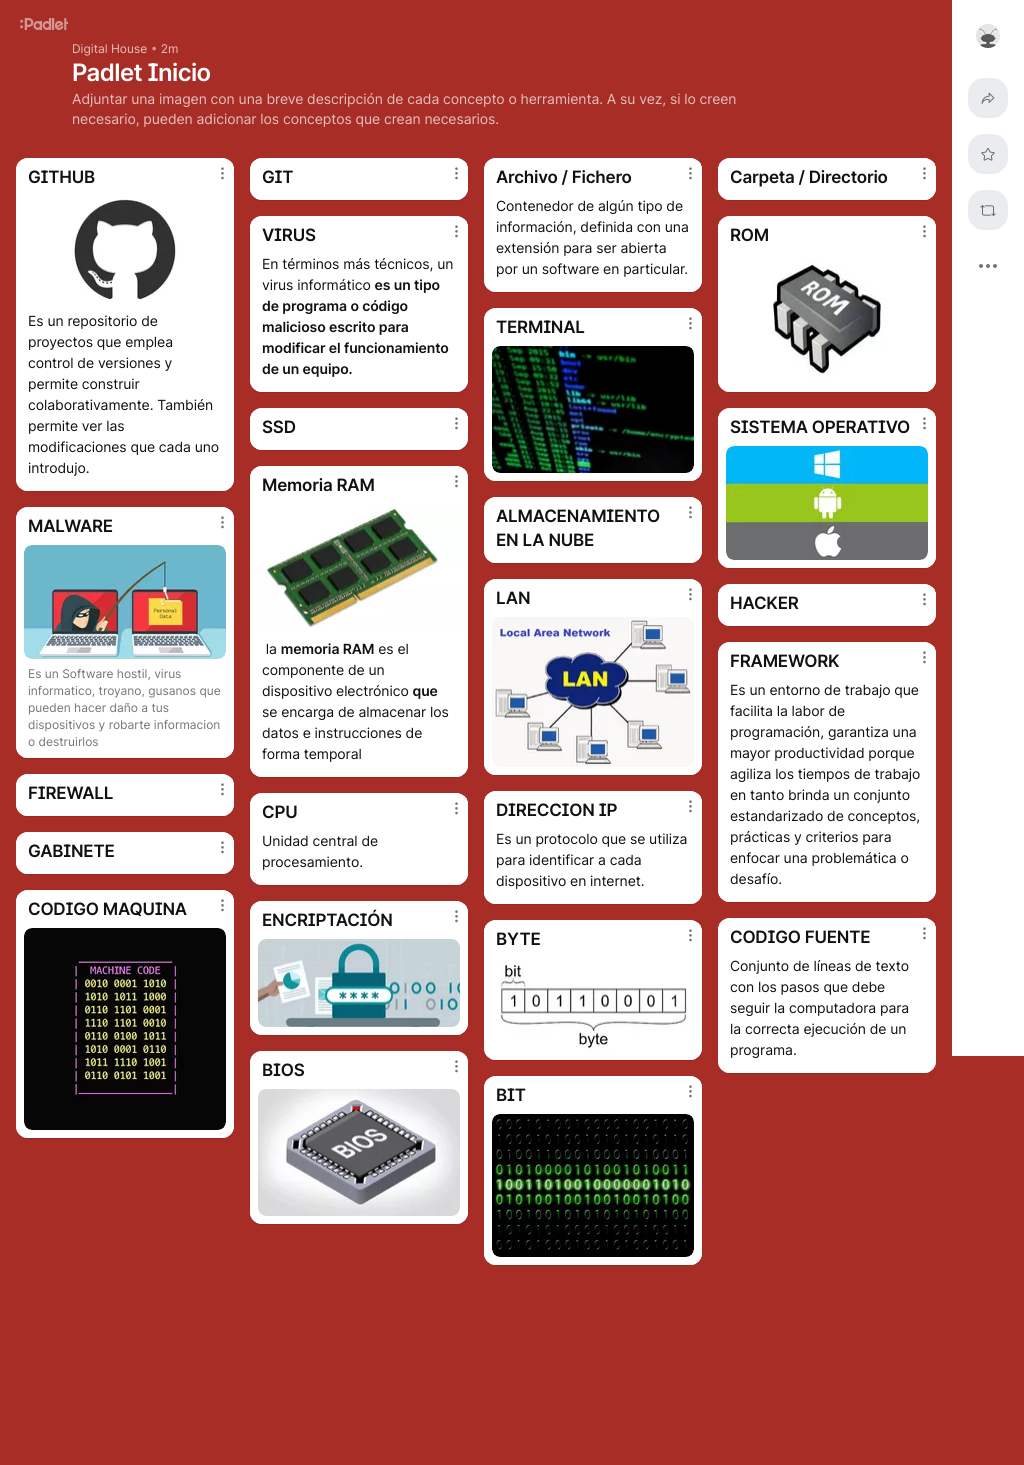 :Padlet
Digital House • 2m
Padlet Inicio
Adjuntar una imagen con una breve descripción de cada concepto o herramienta. A su vez, si lo creen
necesario, pueden adicionar los conceptos que crean necesarios.
GITHUB
Es un repositorio de
proyectos que emplea
control de versiones y
permite construir
colaborativamente. También
permite ver las
modificaciones que cada uno
introdujo.
MALWARE
Personal
Data
Es un Software hostil, virus
informatico, troyano, gusanos que
pueden hacer daño a tus
dispositivos y robarte informacion
o destruirlos
FIREWALL
GABINETE
CODIGO MAQUINA
MACHINE CODE
0010 0001 1010
1010 1011 1000
0110 1101 0001
1110 1101 0010
0110 0100 1011
1010 0001 0110
1011 1110 1001
0110 0101 1001
GIT
VIRUS
En términos más técnicos, un
virus informático es un tipo
de programa o código
malicioso escrito para
modificar el funcionamiento
de un equipo.
SSD
Memoria RAM
la memoria RAM es el
componente de un
dispositivo electrónico que
se encarga de almacenar los
datos e instrucciones de
forma temporal
CPU
Unidad central de
procesamiento.
ENCRIPTACIÓN
****
BIOS
BIOS
Archivo / Fichero
Contenedor de algún tipo de
información, definida con una
extensión para ser abierta
por un software en particular.
TERMINAL
ALMACENAMIENTO
EN LA NUBE
LAN
Local Area Network
LAN
DIRECCION IP
Es un protocolo que se utiliza
para identificar a cada
dispositivo en internet.
BYTE
bit
1 0 1 1 0 0 0 1
byte
BIT
Carpeta / Directorio
ROM
ROM
SISTEMA OPERATIVO
HACKER
FRAMEWORK
Es un entorno de trabajo que
facilita la labor de
programación, garantiza una
mayor productividad porque
agiliza los tiempos de trabajo
en tanto brinda un conjunto
estandarizado de conceptos,
prácticas y criterios para
enfocar una problemática o
desafío.
CODIGO FUENTE
Conjunto de líneas de texto
con los pasos que debe
seguir la computadora para
la correcta ejecución de un
programa.